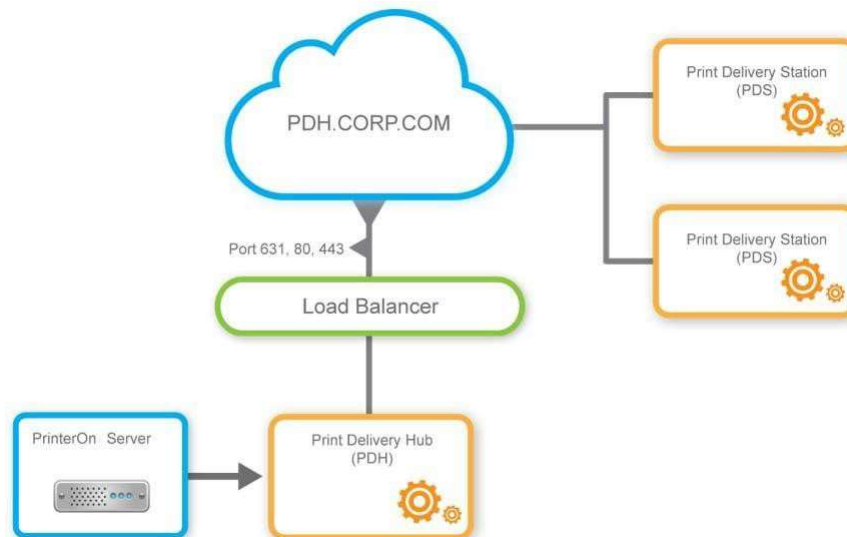 PDH.CORP.COM
Print Delivery Station
(PDS)
Print Delivery Station
(PDS)
Port 631, 80, 443
Load Balancer
PrinterOn Server
Print Delivery Hub
(PDH)